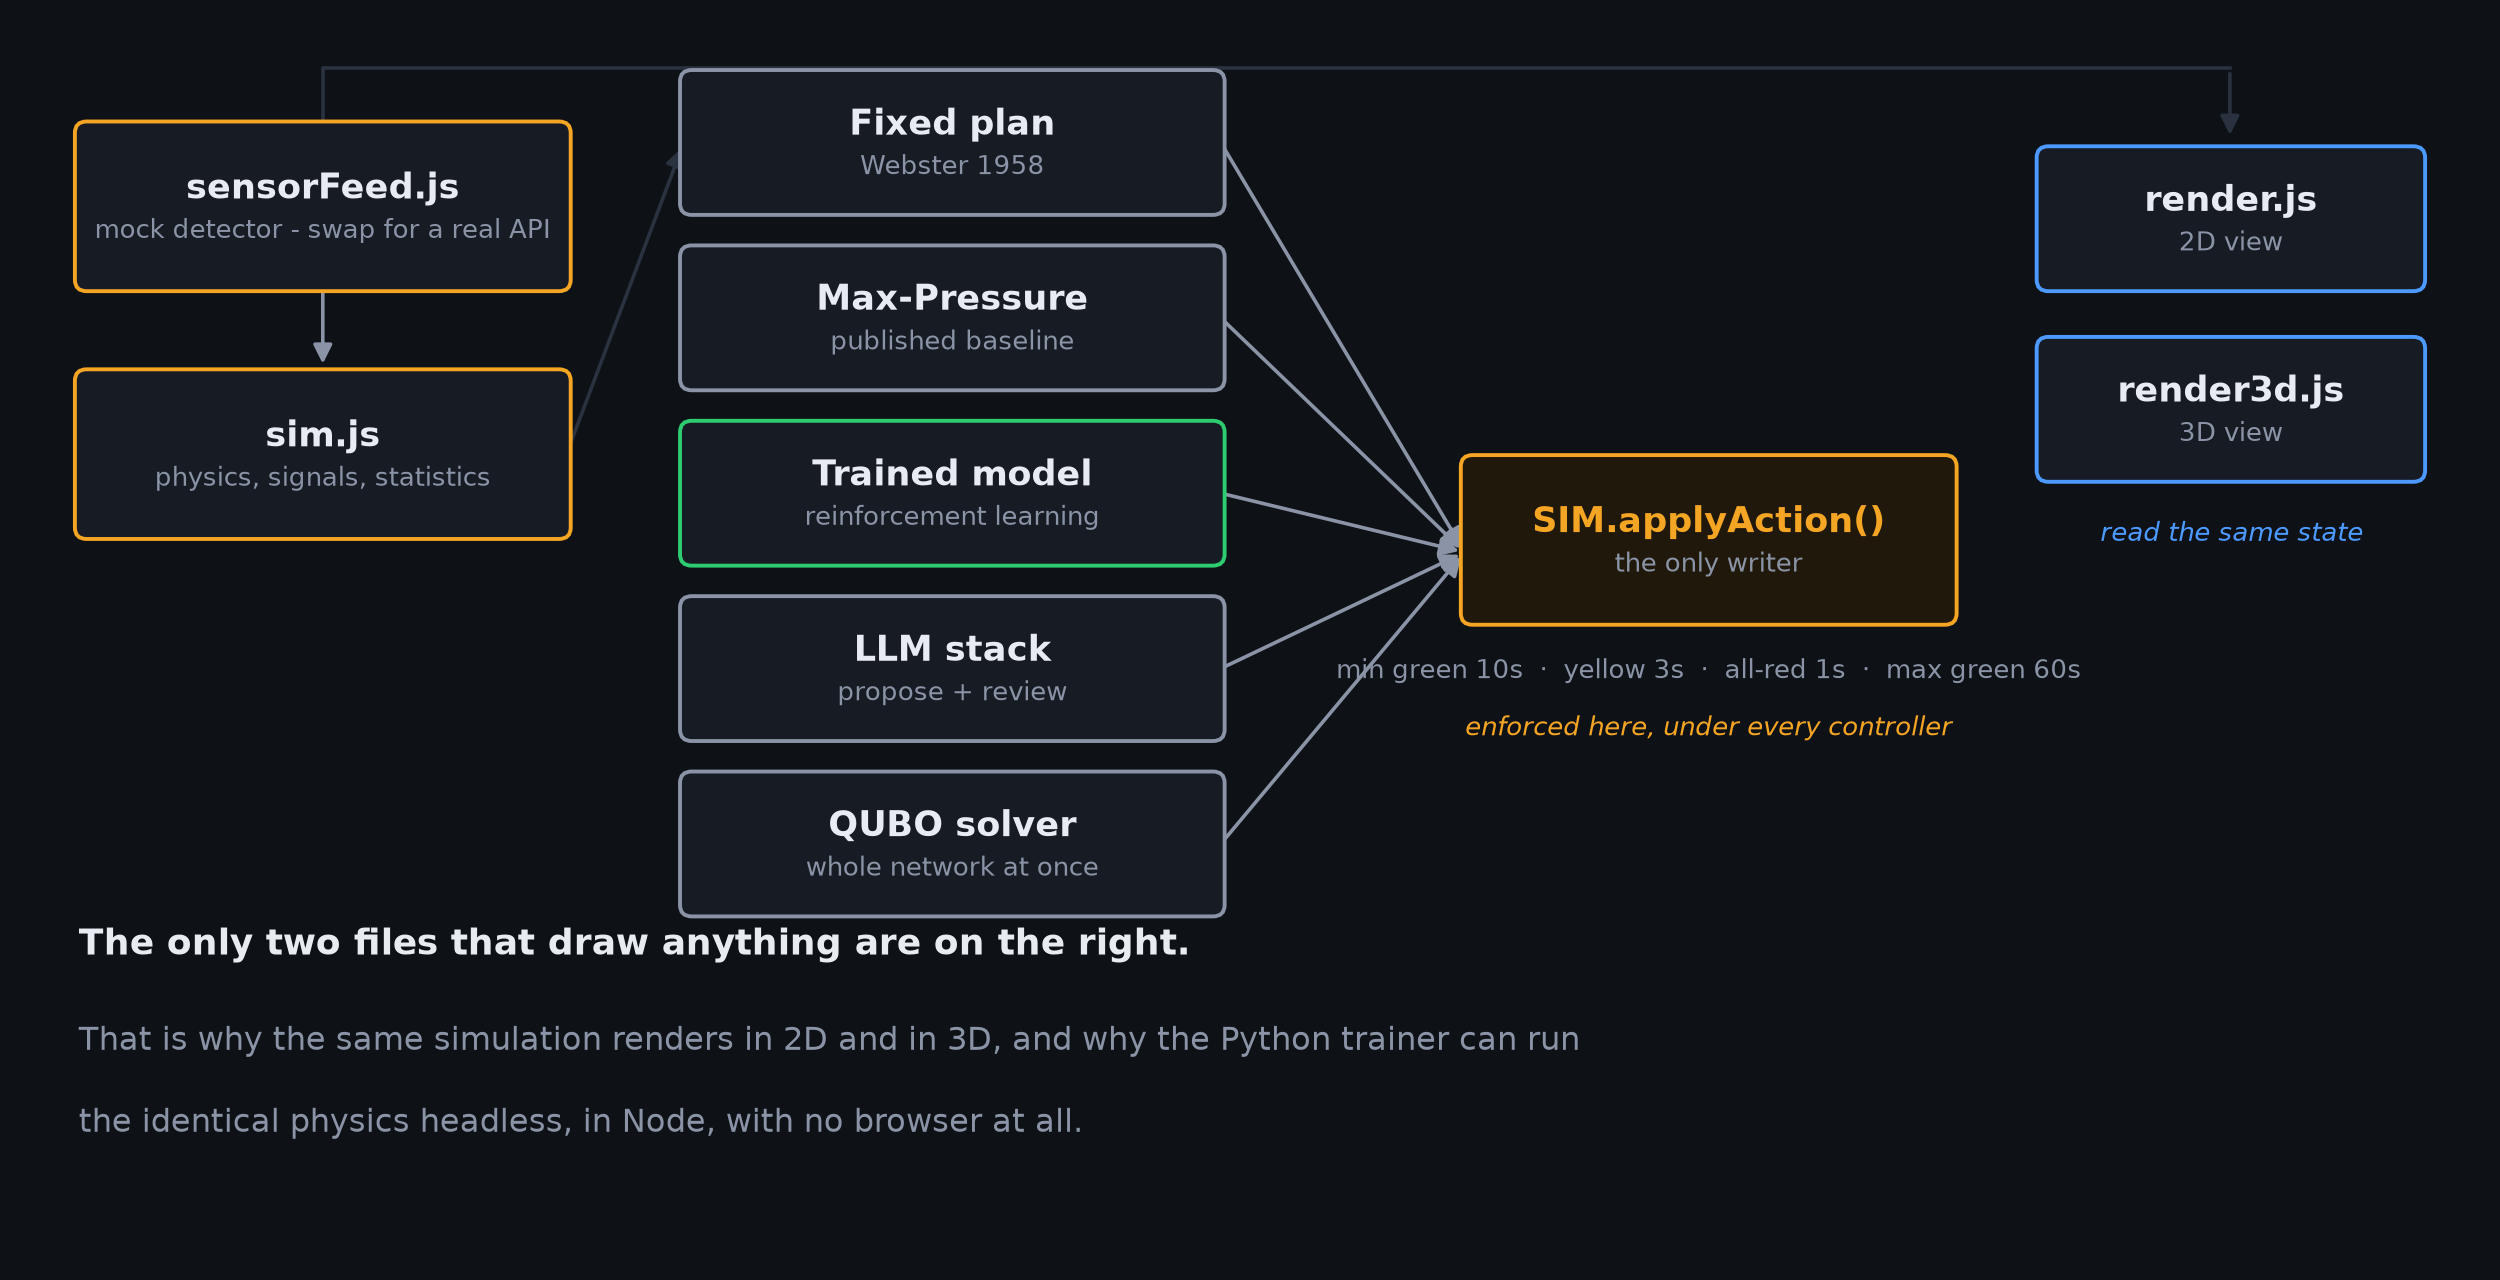 sensorFeed.js
mock detector - swap for a real API
sim.js
physics, signals, statistics
Fixed plan
Webster 1958
Max-Pressure
published baseline
Trained model
reinforcement learning
LLM stack
propose + review
QUBO solver
whole network at once
SIM.applyAction()
the only writer
min green 10s · yellow 3s · all-red 1s · max green 60s
enforced here, under every controller
render.js
2D view
render3d.js
3D view
read the same state
The only two files that draw anything are on the right.
That is why the same simulation renders in 2D and in 3D, and why the Python trainer can run
the identical physics headless, in Node, with no browser at all.